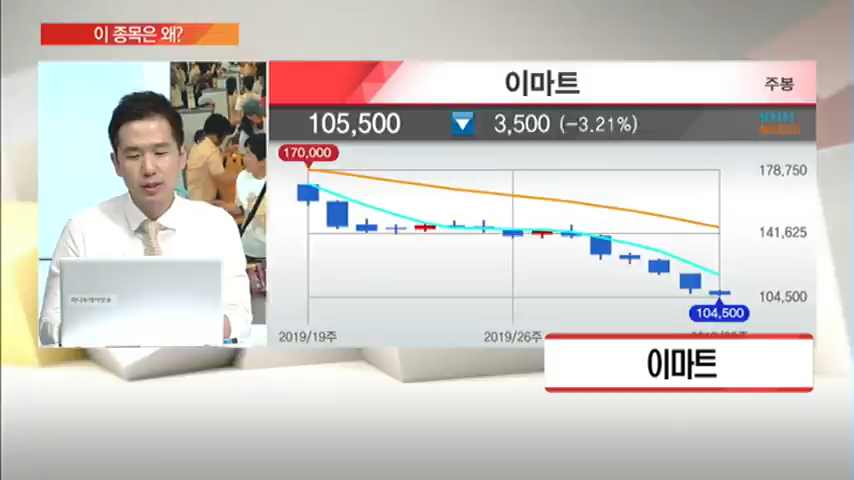 이 종목은 왜?
이마트
주봉
105,500 3,500 (-3.21%)
170,000
178,750
141,625
104,500
104,500
2019/19주 2019/26주
이마트